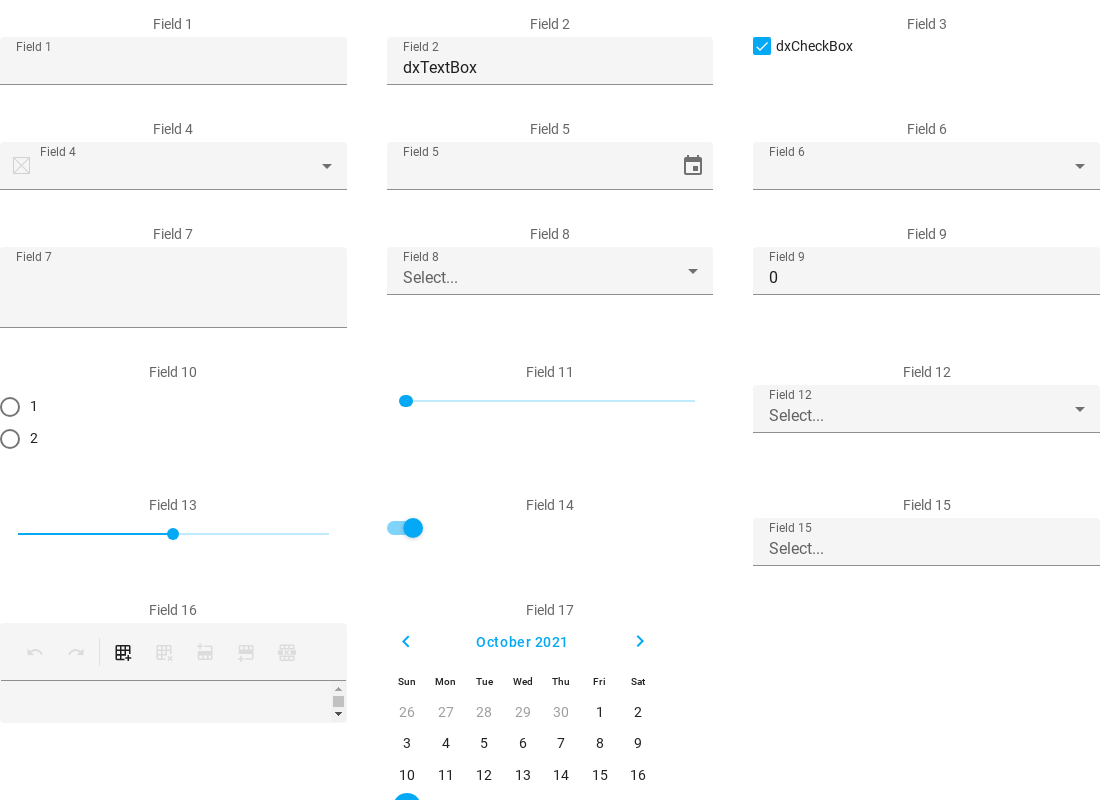 Field 1
Field 2
Field 3
Field 1
Field 2
dxTextBox
dxCheckBox
Field 4
Field 5
Field 6
Field 4
Field 5
Field 6
Field 7
Field 8
Field 9
Field 7
Field 8
Select...
Field 9
0
Field 10
Field 11
Field 12
1
2
Field 12
Select...
Field 13
Field 14
Field 15
Field 15
Select...
Field 16
Field 17
October 2021
Sun Mon Tue Wed Thu Fri Sat
26 27 28 29 30 1 2
3 4 5 6 7 8 9
10 11 12 13 14 15 16